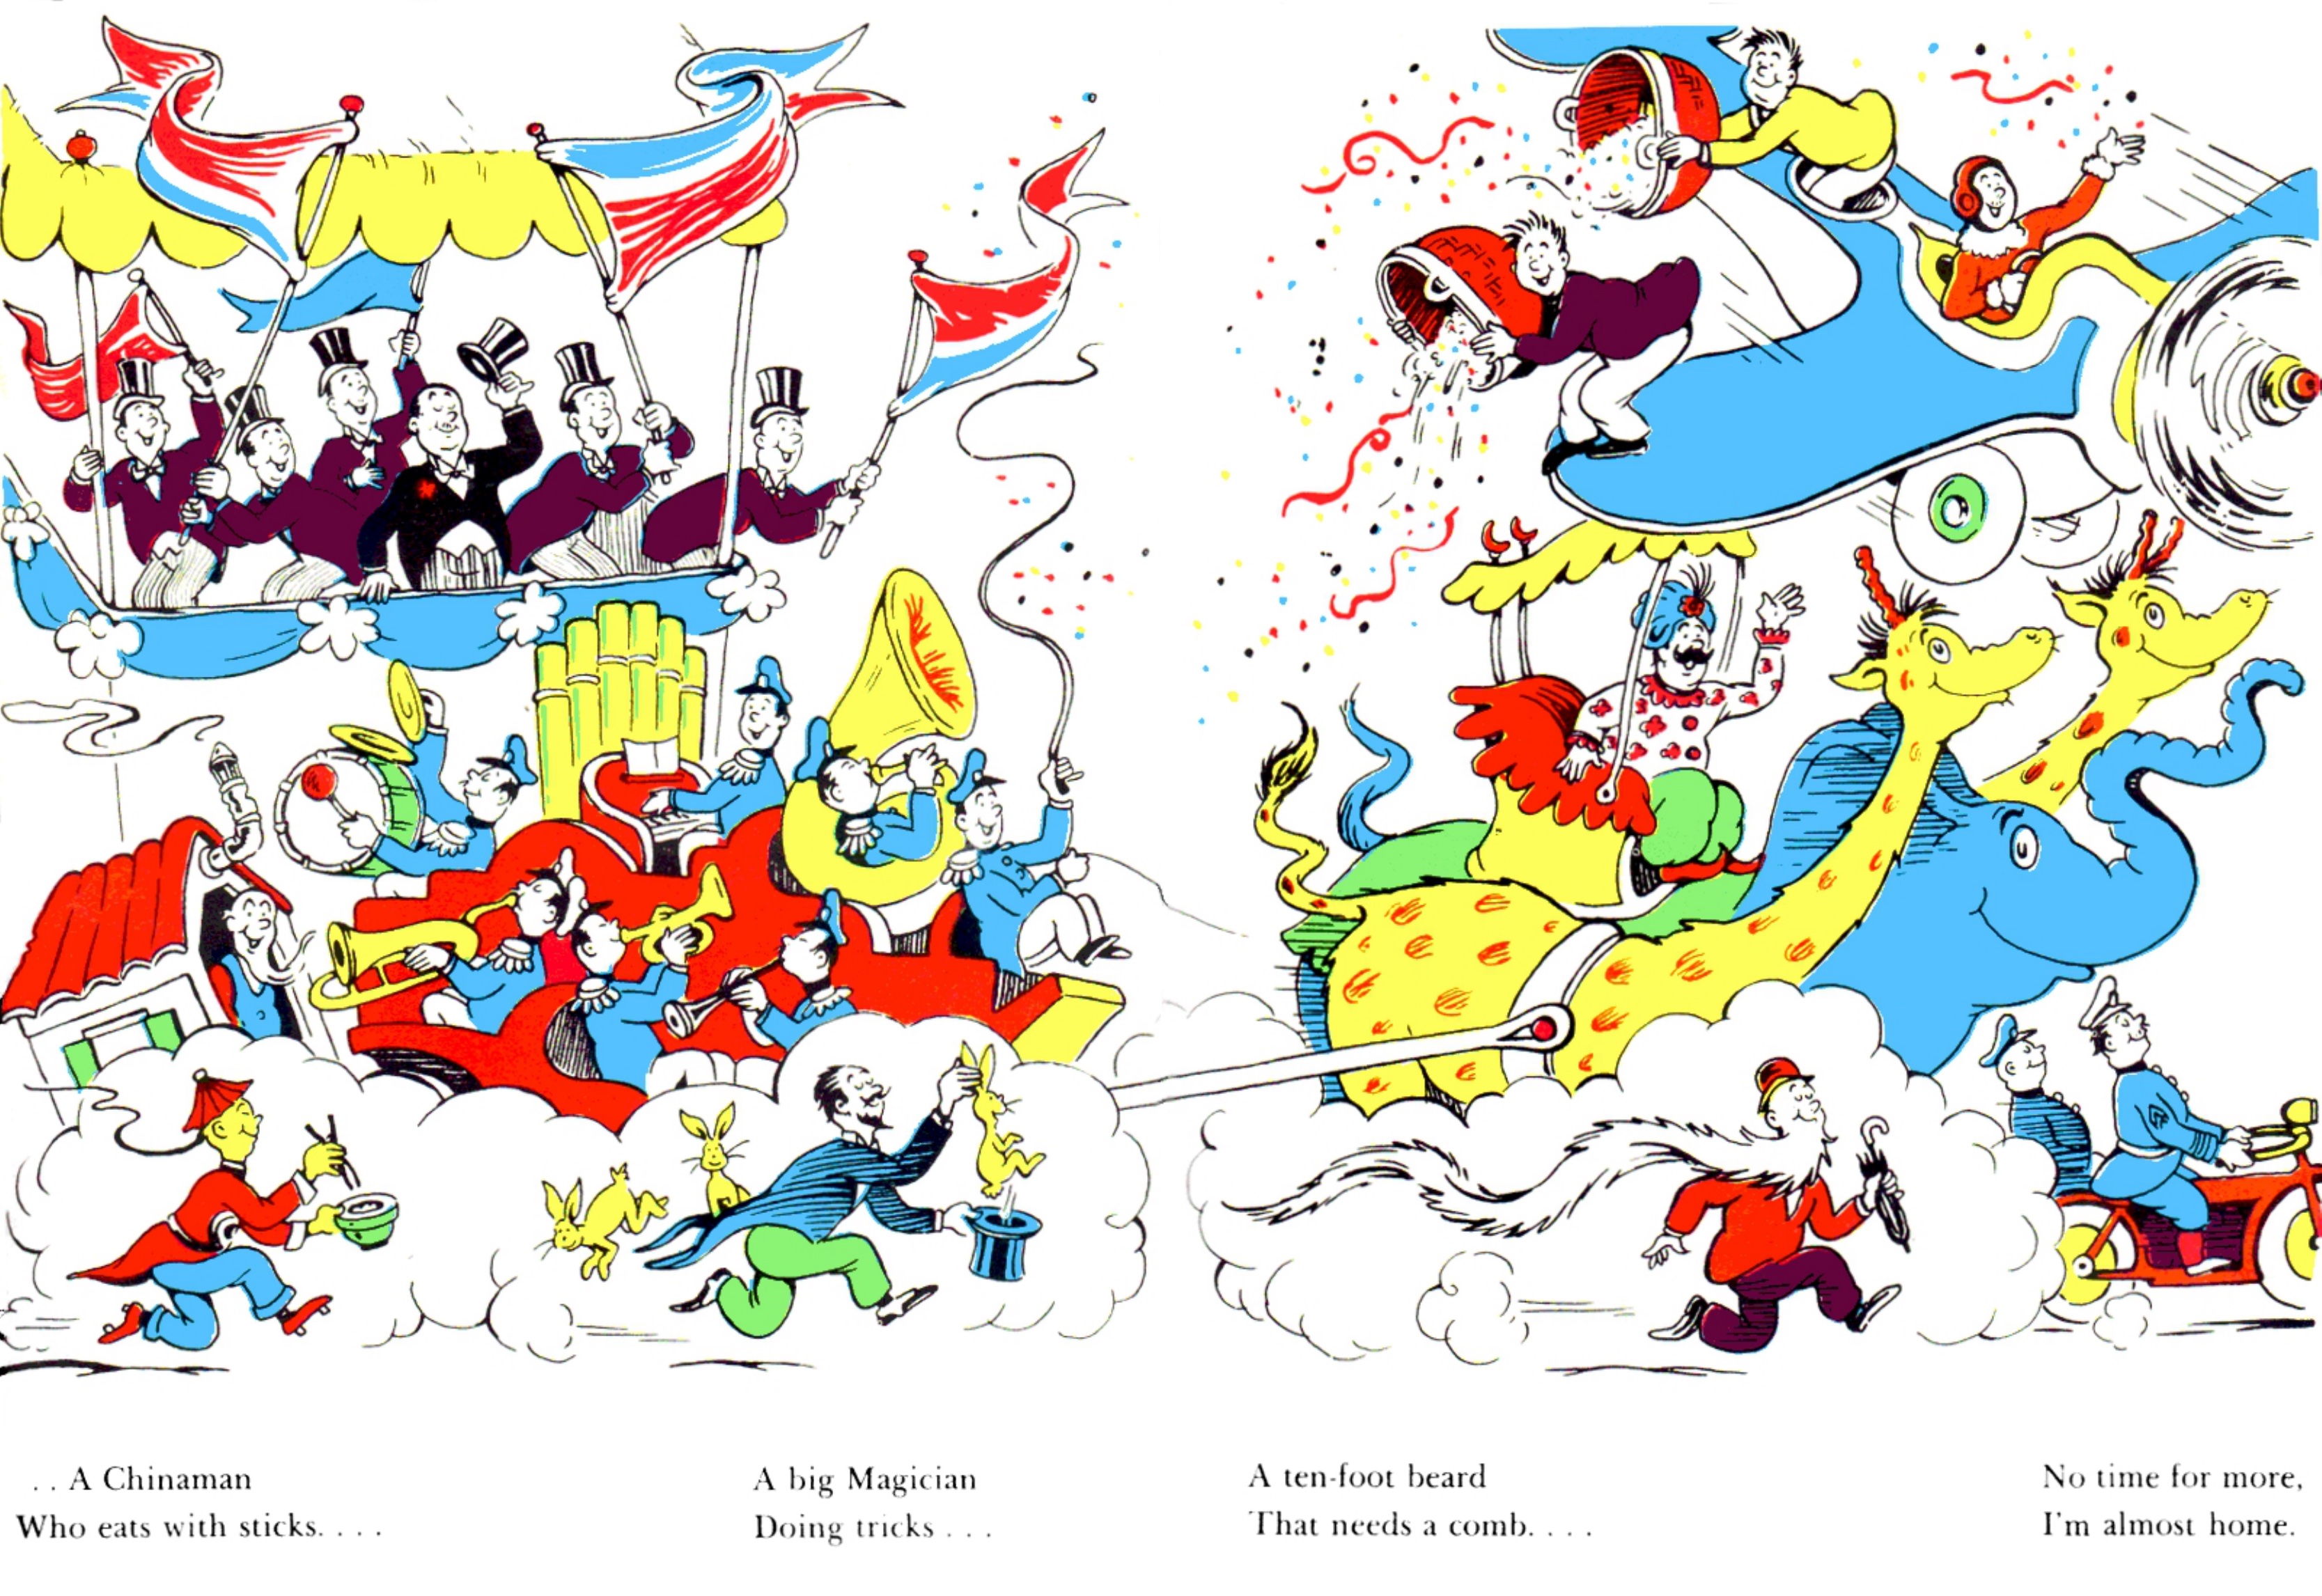 . . A Chinaman
Who eats with sticks. . . .
A big Magician
Doing tricks . . .
A ten-foot beard
That needs a comb. . . .
No time for more,
I'm almost home.